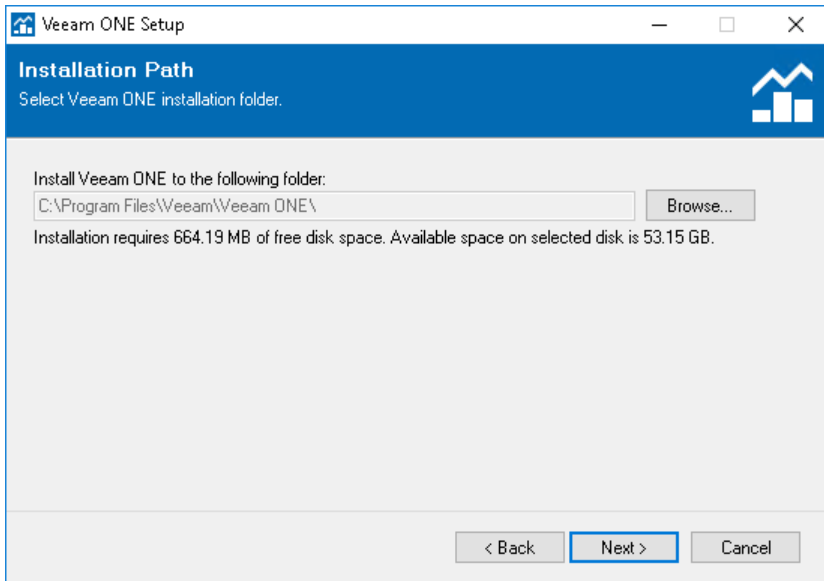 Veeam ONE Setup
Installation Path
Select Veeam ONE installation folder.
Install Veeam ONE to the following folder:
C:\Program Files\Veeam\Veeam ONE\
Browse...
Installation requires 664.19 MB of free disk space. Available space on selected disk is 53.15 GB.
< Back
Next >
Cancel